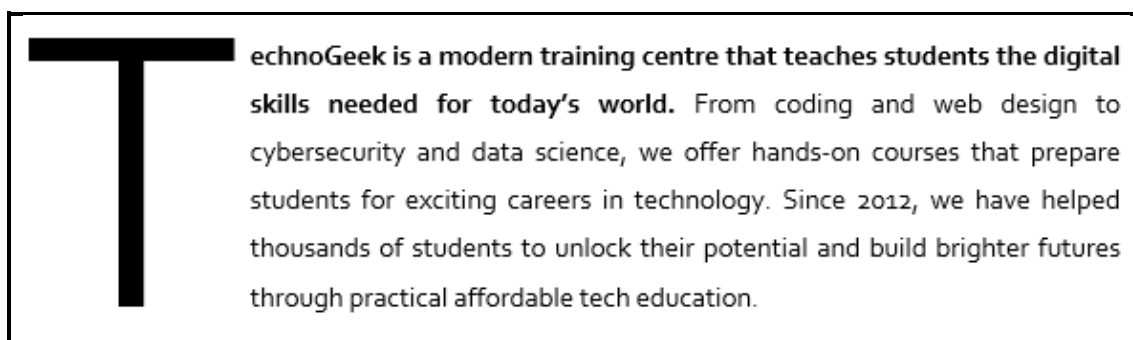 TechnoGeek is a modern training centre that teaches students the digital
skills needed for today’s world. From coding and web design to
cybersecurity and data science, we offer hands-on courses that prepare
students for exciting careers in technology. Since 2012, we have helped
thousands of students to unlock their potential and build brighter futures
through practical affordable tech education.